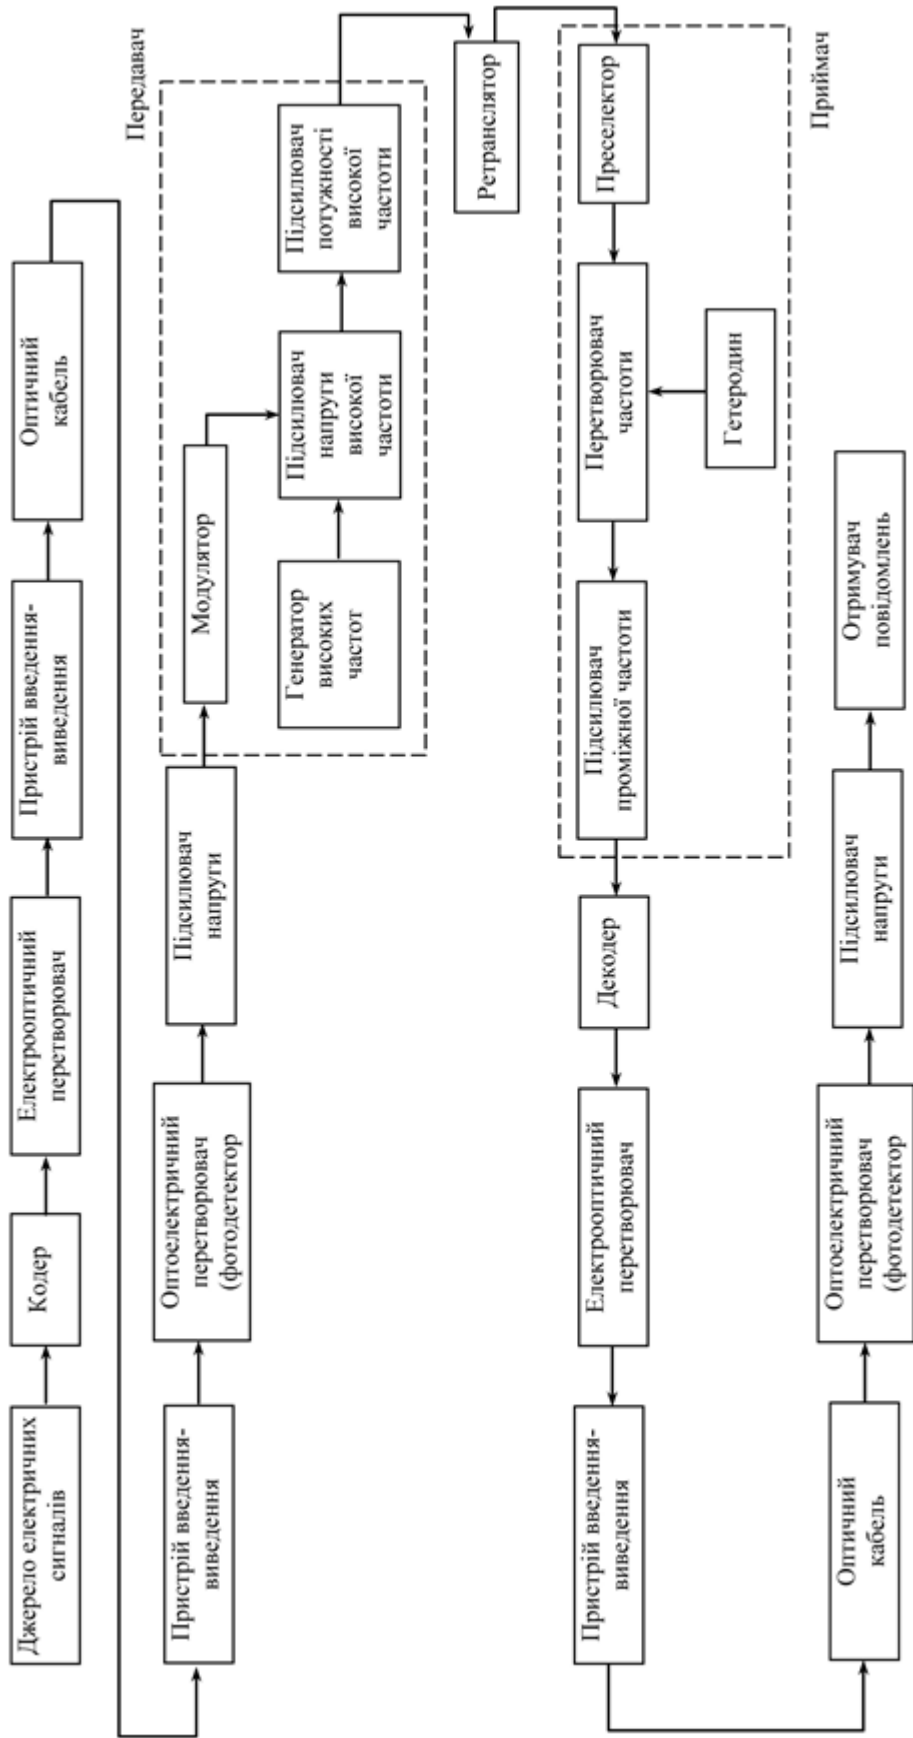 Джерело електричних
сигналів
Кодер
Електрооптичний
перетворювач
Пристрій введення-
виведення
Оптичний
кабель
Пристрій введення-
виведення
Оптоелектричний
перетворювач
(фотодетектор)
Підсилювач
напруги
Передавач
Модулятор
Генератор
високих
частот
Підсилювач
напруги
високої
частоти
Підсилювач
потужності
високої
частоти
Ретранслятор
Приймач
Преселектор
Перетворювач
частоти
Гетеродин
Підсилювач
проміжної частоти
Декодер
Електрооптичний
перетворювач
Пристрій введення-
виведення
Оптичний
кабель
Оптоелектричний
перетворювач
(фотодетектор)
Підсилювач
напруги
Отримувач
повідомлень